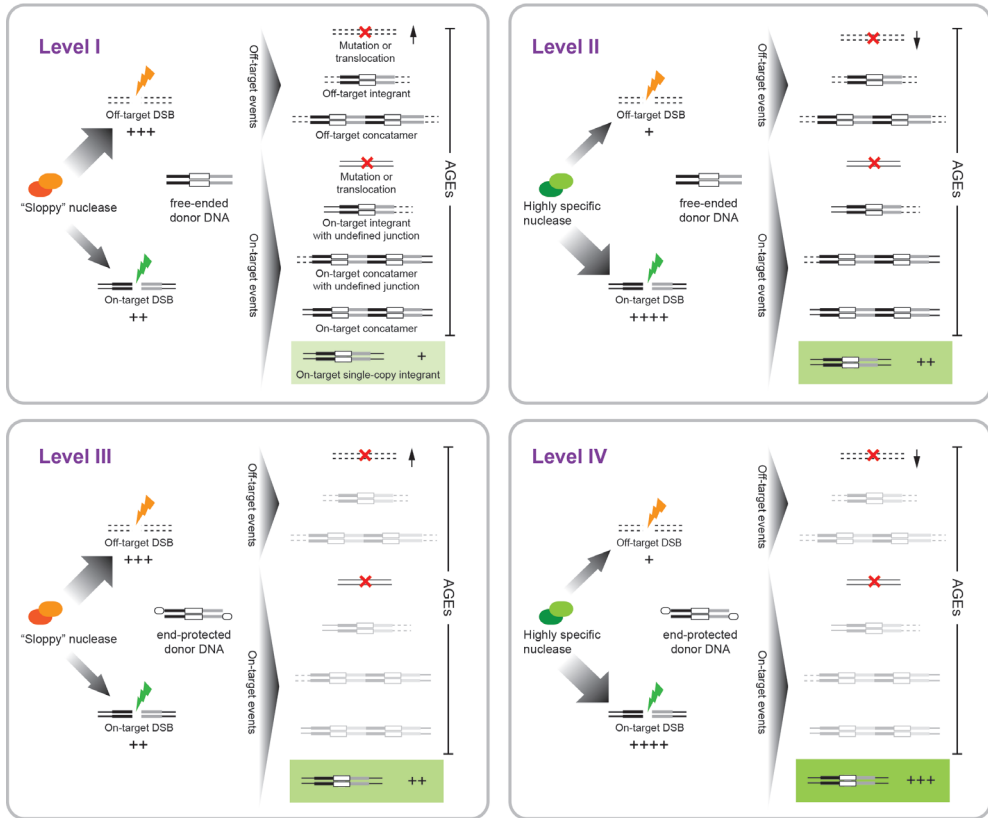 Level I
Off-target DSB
+++
"Sloppy" nuclease
free-ended
donor DNA
On-target DSB
++
Off-target events
On-target events
Mutation or
translocation
Off-target integrant
Off-target concatamer
Mutation or
translocation
On-target integrant
with undefined junction
On-target concatamer
with undefined junction
On-target concatamer
+
On-target single-copy integrant
AGEs
Level II
Off-target DSB
+
Highly specific
nuclease
free-ended
donor DNA
On-target DSB
++++
Off-target events
On-target events
++
AGEs
Level III
Off-target DSB
+++
"Sloppy" nuclease
end-protected
donor DNA
On-target DSB
++
Off-target events
On-target events
++
AGEs
Level IV
Off-target DSB
+
Highly specific
nuclease
end-protected
donor DNA
On-target DSB
++++
Off-target events
On-target events
+++
AGEs